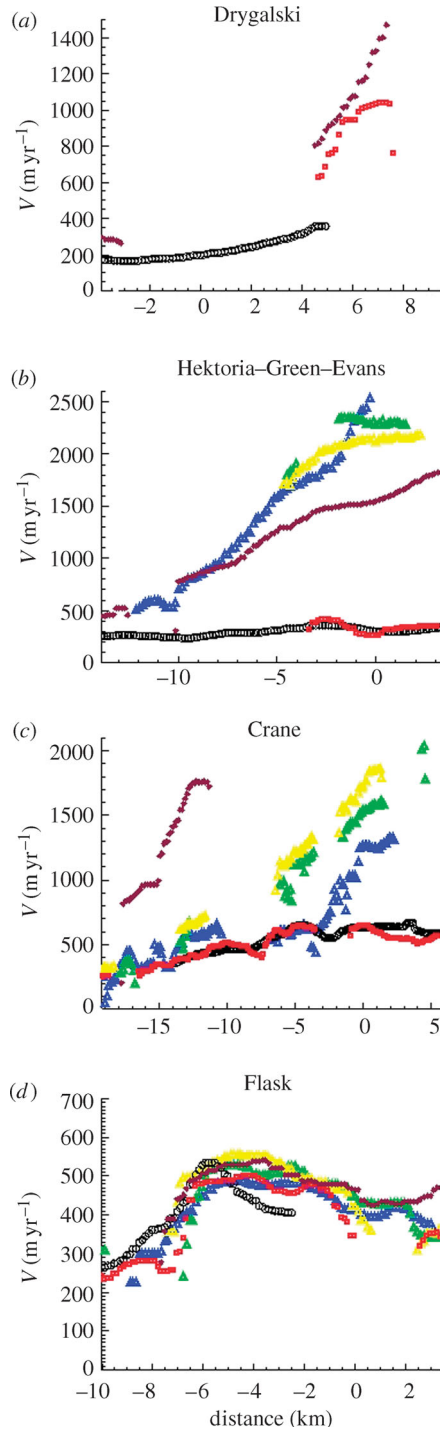 (a) Drygalski
1400
1200
1000
800
600
400
200
0
V (m yr⁻¹)
−2 0 2 4 6 8
(b) Hektoria–Green–Evans
2500
2000
1500
1000
500
0
V (m yr⁻¹)
−10 −5 0
(c) Crane
2000
1500
1000
500
0
V (m yr⁻¹)
−15 −10 −5 0 5
(d) Flask
700
600
500
400
300
200
100
0
V (m yr⁻¹)
−10 −8 −6 −4 −2 0 2
distance (km)